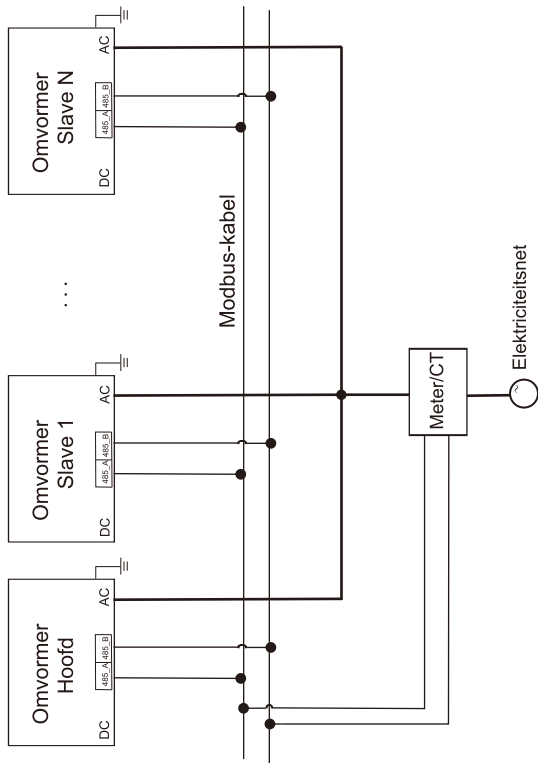 Omvormer
Hoofd
DC
485_A
485_B
AC
Omvormer
Slave 1
DC
485_A
485_B
AC
. . .
Omvormer
Slave N
DC
485_A
485_B
AC
Modbus-kabel
Meter/CT
Elektriciteitsnet